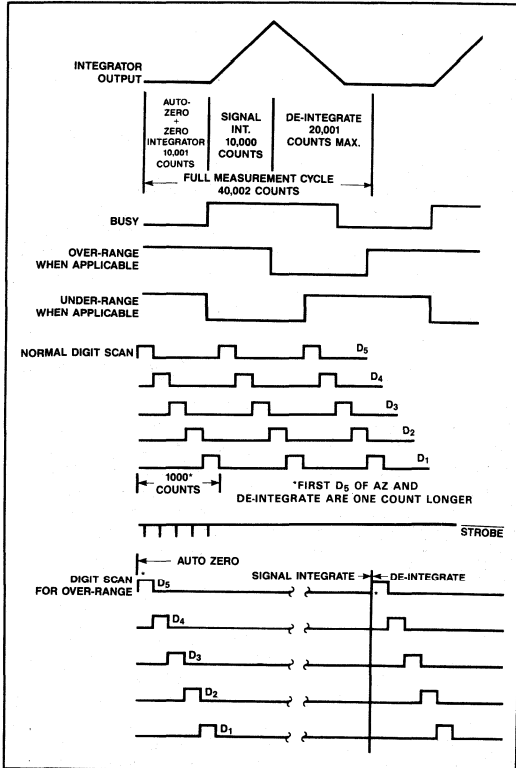 INTEGRATOR
OUTPUT
AUTO-
ZERO
+
ZERO
INTEGRATOR
10,001
COUNTS
SIGNAL
INT.
10,000
COUNTS
DE-INTEGRATE
20,001
COUNTS MAX.
FULL MEASUREMENT CYCLE
40,002 COUNTS
BUSY
OVER-RANGE
WHEN APPLICABLE
UNDER-RANGE
WHEN APPLICABLE
NORMAL DIGIT SCAN
D5
D4
D3
D2
D1
1000*
COUNTS
*FIRST D5 OF AZ AND
DE-INTEGRATE ARE ONE COUNT LONGER
STROBE
AUTO ZERO
SIGNAL INTEGRATE
DE-INTEGRATE
DIGIT SCAN
FOR OVER-RANGE
*
D5
*
D4
D3
D2
D1